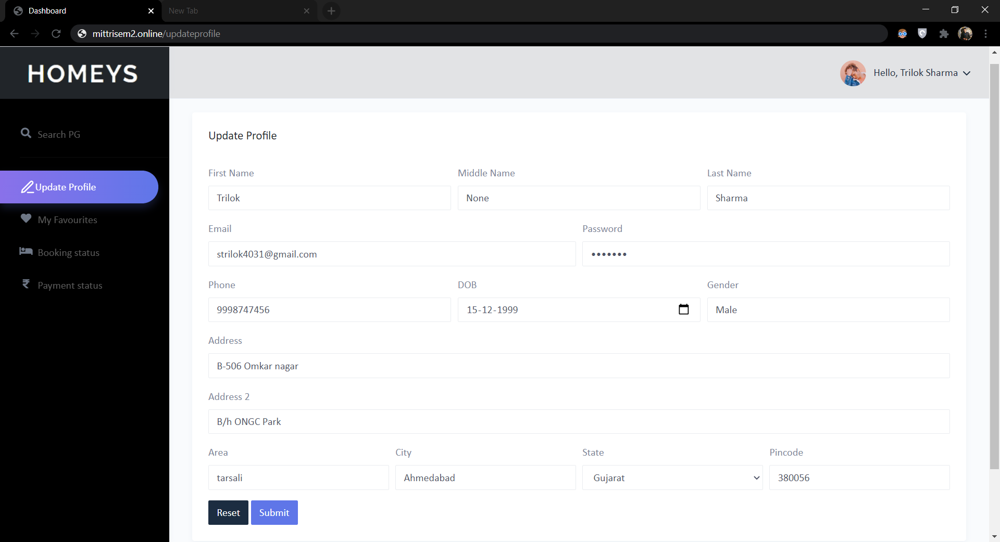 Dashboard
New Tab
mittrisem2.online/updateprofile
HOMEYS
Hello, Trilok Sharma
Search PG
Update Profile
My Favourites
Booking status
₹ Payment status
Update Profile
First Name Middle Name Last Name
Trilok None Sharma
Email Password
strilok4031@gmail.com •••••••
Phone DOB Gender
9998747456 15-12-1999 Male
Address
B-506 Omkar nagar
Address 2
B/h ONGC Park
Area City State Pincode
tarsali Ahmedabad Gujarat 380056
Reset Submit